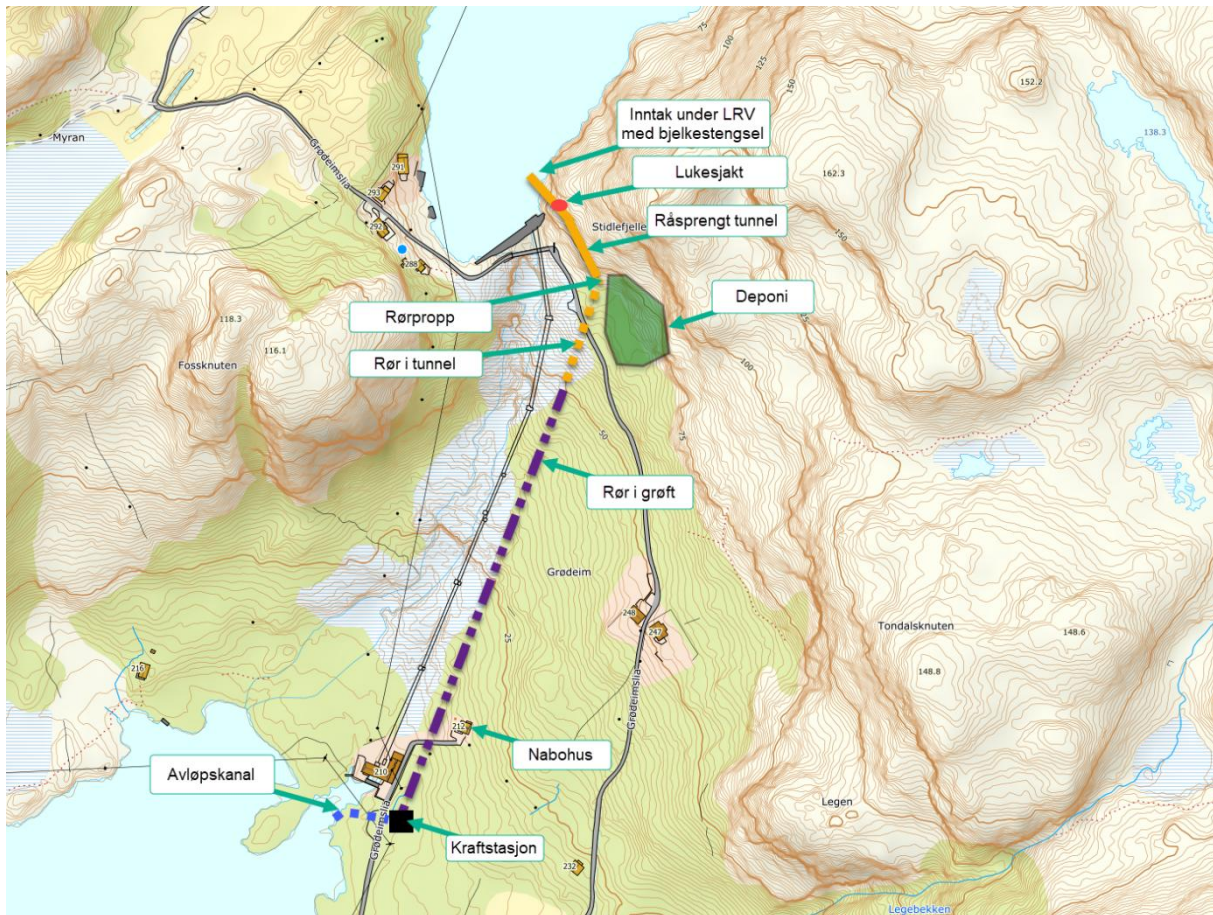 75
100
125
150
152.2
138.3
Myran
Inntak under LRV
med bjelkestengsel
Grødeimslia
291
Lukesjakt
162.3
293
Råsprengt tunnel
292
Stidlefjelle
150
288
Rørpropp
Deponi
118.3
116.1
Fossknuten
Rør i tunnel
100
50
75
Rør i grøft
Grødeim
248
247
25
Tondalsknuten
148.6
148.8
216
Grødeimslia
212
Nabohus
210
Avløpskanal
Grødeimslia
Legen
Kraftstasjon
232
Legebekken